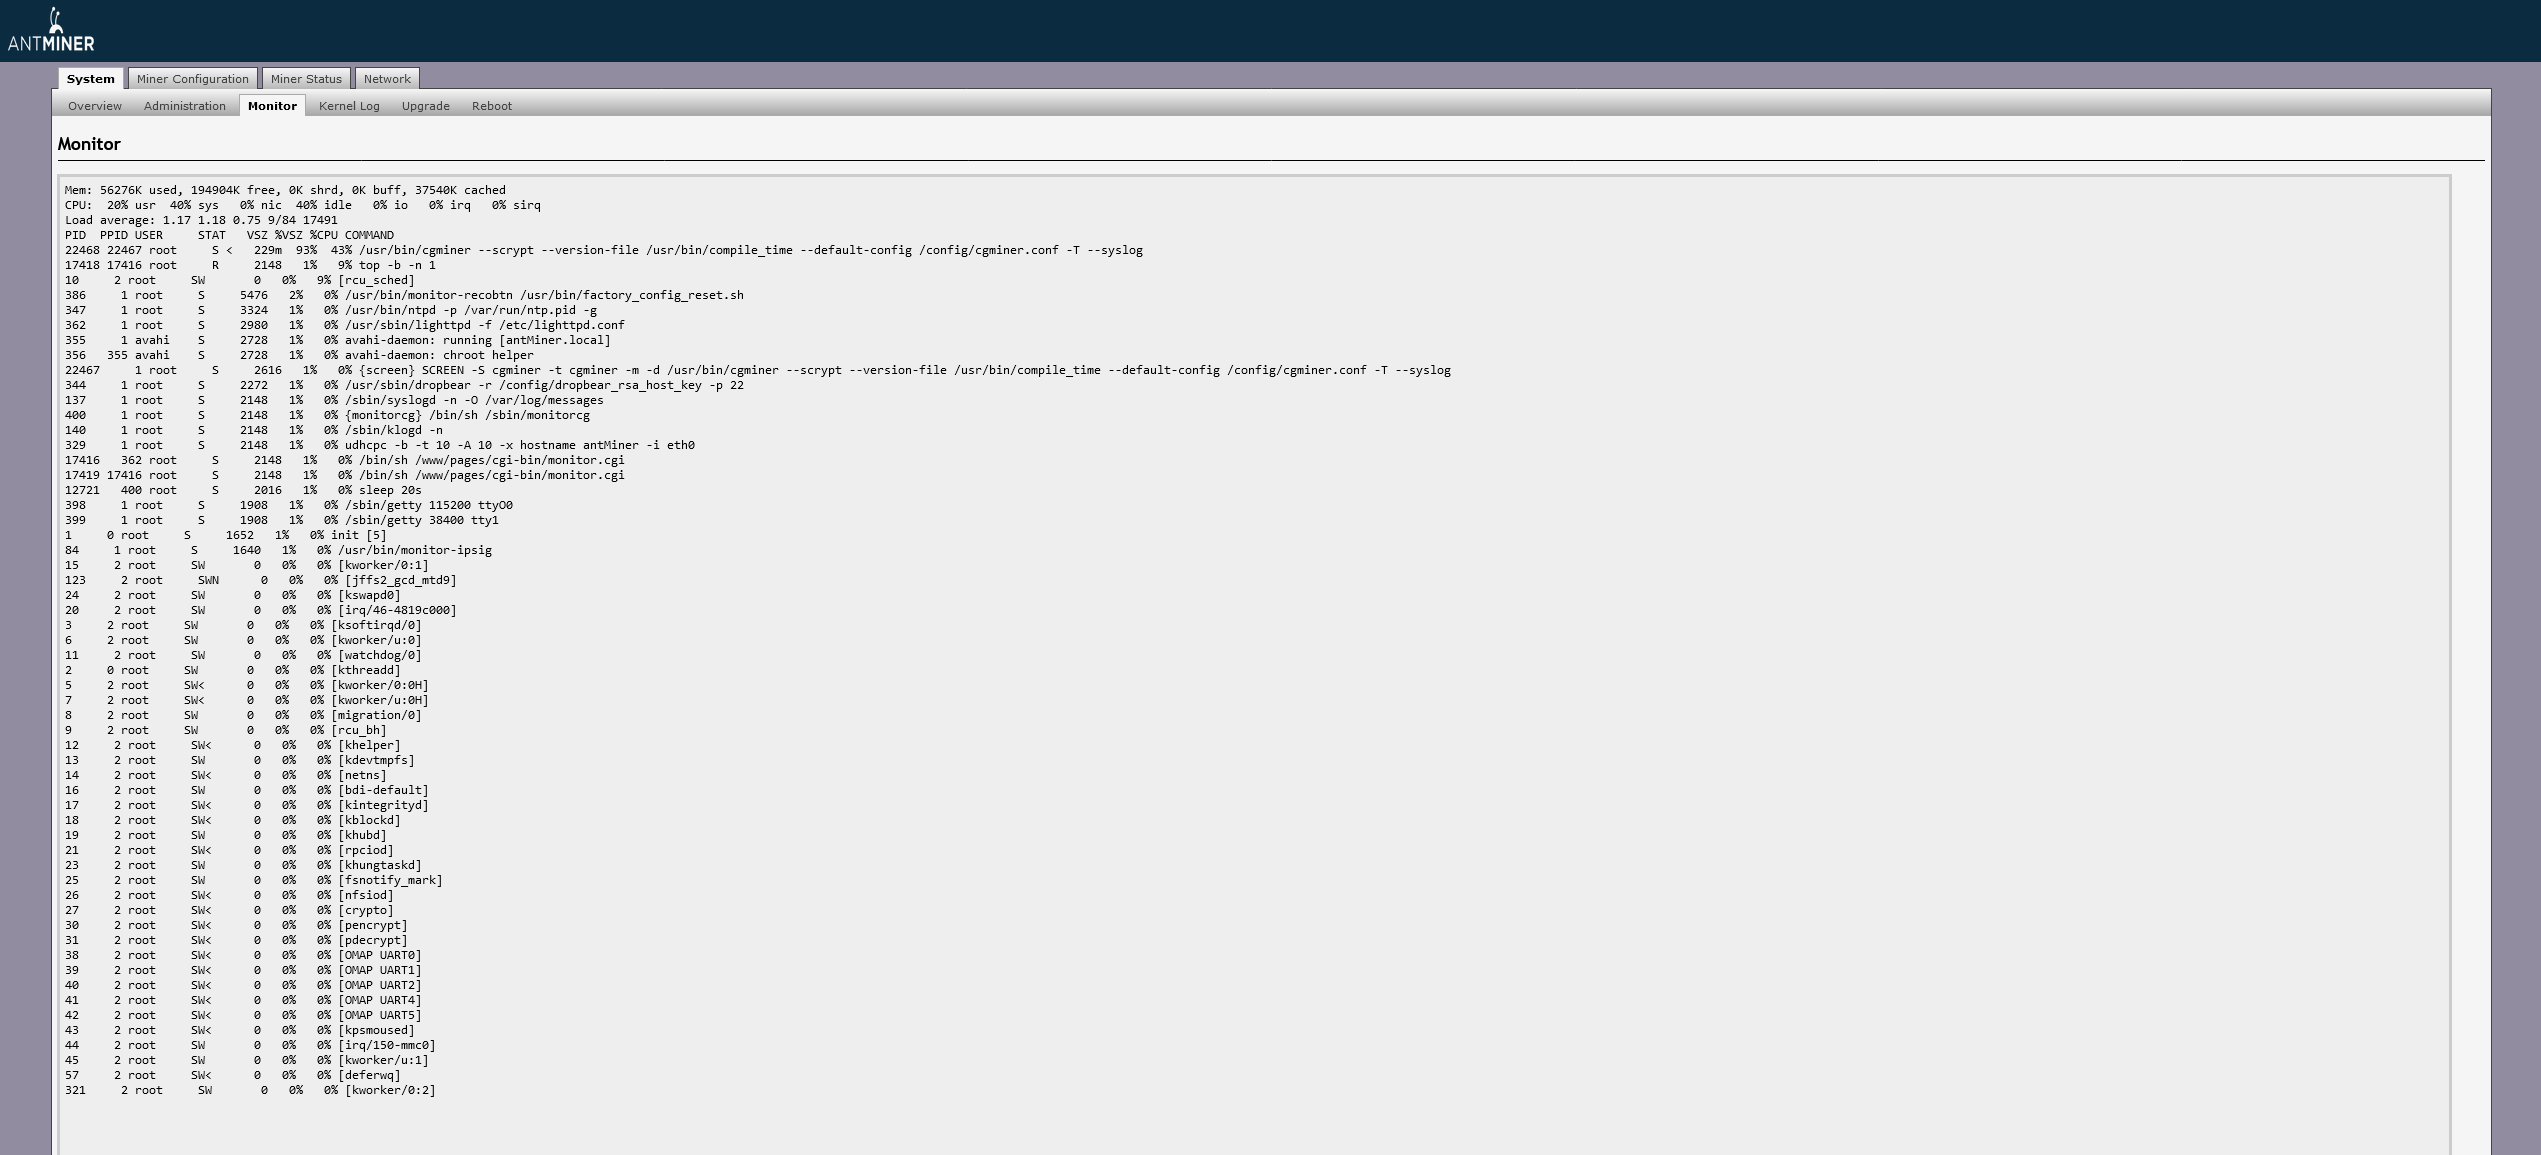 ANTMINER
System Miner Configuration Miner Status Network
Overview Administration Monitor Kernel Log Upgrade Reboot
Monitor
Mem: 56276K used, 194904K free, 0K shrd, 0K buff, 37540K cached
CPU:  20% usr  40% sys   0% nic  40% idle   0% io   0% irq   0% sirq
Load average: 1.17 1.18 0.75 9/84 17491
PID  PPID USER     STAT   VSZ %VSZ %CPU COMMAND
22468 22467 root     S <   229m  93%  43% /usr/bin/cgminer --scrypt --version-file /usr/bin/compile_time --default-config /config/cgminer.conf -T --syslog
17418 17416 root     R     2148   1%   9% top -b -n 1
10     2 root     SW       0   0%   9% [rcu_sched]
386     1 root     S     5476   2%   0% /usr/bin/monitor-recobtn /usr/bin/factory_config_reset.sh
347     1 root     S     3324   1%   0% /usr/bin/ntpd -p /var/run/ntp.pid -g
362     1 root     S     2980   1%   0% /usr/sbin/lighttpd -f /etc/lighttpd.conf
355     1 avahi    S     2728   1%   0% avahi-daemon: running [antMiner.local]
356   355 avahi    S     2728   1%   0% avahi-daemon: chroot helper
22467     1 root     S     2616   1%   0% {screen} SCREEN -S cgminer -t cgminer -m -d /usr/bin/cgminer --scrypt --version-file /usr/bin/compile_time --default-config /config/cgminer.conf -T --syslog
344     1 root     S     2272   1%   0% /usr/sbin/dropbear -r /config/dropbear_rsa_host_key -p 22
137     1 root     S     2148   1%   0% /sbin/syslogd -n -O /var/log/messages
400     1 root     S     2148   1%   0% {monitorcg} /bin/sh /sbin/monitorcg
140     1 root     S     2148   1%   0% /sbin/klogd -n
329     1 root     S     2148   1%   0% udhcpc -b -t 10 -A 10 -x hostname antMiner -i eth0
17416   362 root     S     2148   1%   0% /bin/sh /www/pages/cgi-bin/monitor.cgi
17419 17416 root     S     2148   1%   0% /bin/sh /www/pages/cgi-bin/monitor.cgi
12721   400 root     S     2016   1%   0% sleep 20s
398     1 root     S     1908   1%   0% /sbin/getty 115200 ttyO0
399     1 root     S     1908   1%   0% /sbin/getty 38400 tty1
1     0 root     S     1652   1%   0% init [5]
84     1 root     S     1640   1%   0% /usr/bin/monitor-ipsig
15     2 root     SW       0   0%   0% [kworker/0:1]
123     2 root     SWN      0   0%   0% [jffs2_gcd_mtd9]
24     2 root     SW       0   0%   0% [kswapd0]
20     2 root     SW       0   0%   0% [irq/46-4819c000]
3     2 root     SW       0   0%   0% [ksoftirqd/0]
6     2 root     SW       0   0%   0% [kworker/u:0]
11     2 root     SW       0   0%   0% [watchdog/0]
2     0 root     SW       0   0%   0% [kthreadd]
5     2 root     SW<      0   0%   0% [kworker/0:0H]
7     2 root     SW<      0   0%   0% [kworker/u:0H]
8     2 root     SW       0   0%   0% [migration/0]
9     2 root     SW       0   0%   0% [rcu_bh]
12     2 root     SW<      0   0%   0% [khelper]
13     2 root     SW       0   0%   0% [kdevtmpfs]
14     2 root     SW<      0   0%   0% [netns]
16     2 root     SW       0   0%   0% [bdi-default]
17     2 root     SW<      0   0%   0% [kintegrityd]
18     2 root     SW<      0   0%   0% [kblockd]
19     2 root     SW       0   0%   0% [khubd]
21     2 root     SW<      0   0%   0% [rpciod]
23     2 root     SW       0   0%   0% [khungtaskd]
25     2 root     SW       0   0%   0% [fsnotify_mark]
26     2 root     SW<      0   0%   0% [nfsiod]
27     2 root     SW<      0   0%   0% [crypto]
30     2 root     SW<      0   0%   0% [pencrypt]
31     2 root     SW<      0   0%   0% [pdecrypt]
38     2 root     SW<      0   0%   0% [OMAP UART0]
39     2 root     SW<      0   0%   0% [OMAP UART1]
40     2 root     SW<      0   0%   0% [OMAP UART2]
41     2 root     SW<      0   0%   0% [OMAP UART4]
42     2 root     SW<      0   0%   0% [OMAP UART5]
43     2 root     SW<      0   0%   0% [kpsmoused]
44     2 root     SW       0   0%   0% [irq/150-mmc0]
45     2 root     SW       0   0%   0% [kworker/u:1]
57     2 root     SW<      0   0%   0% [deferwq]
321     2 root     SW       0   0%   0% [kworker/0:2]